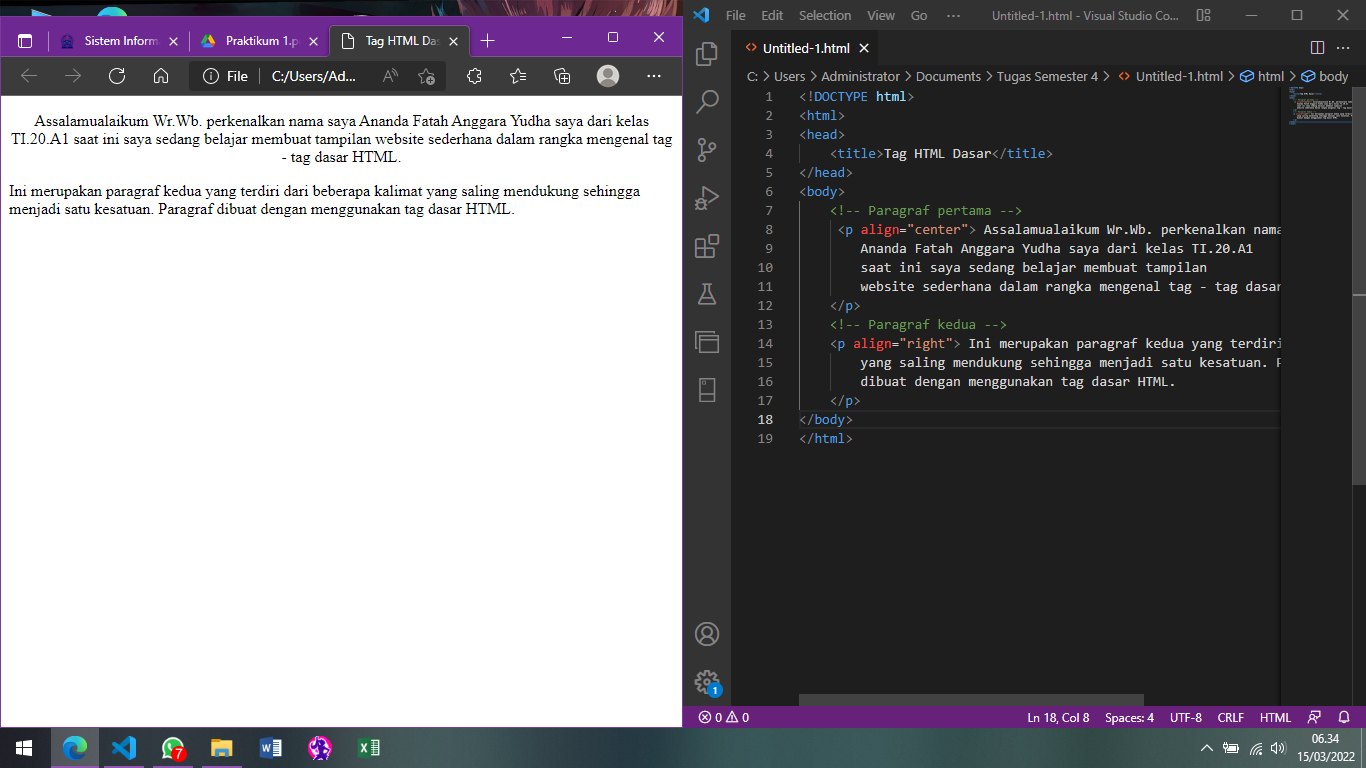 Sistem Inform
Praktikum 1.p
Tag HTML Das
File
C:/Users/Ad...
Assalamualaikum Wr.Wb. perkenalkan nama saya Ananda Fatah Anggara Yudha saya dari kelas
TI.20.A1 saat ini saya sedang belajar membuat tampilan website sederhana dalam rangka mengenal tag
- tag dasar HTML.
Ini merupakan paragraf kedua yang terdiri dari beberapa kalimat yang saling mendukung sehingga
menjadi satu kesatuan. Paragraf dibuat dengan menggunakan tag dasar HTML.
File Edit Selection View Go ··· Untitled-1.html - Visual Studio Co...
Untitled-1.html
C: > Users > Administrator > Documents > Tugas Semester 4 > Untitled-1.html > html > body
1 <!DOCTYPE html>
2 <html>
3 <head>
4 <title>Tag HTML Dasar</title>
5 </head>
6 <body>
7 <!-- Paragraf pertama -->
8 <p align="center"> Assalamualaikum Wr.Wb. perkenalkan nama
9 Ananda Fatah Anggara Yudha saya dari kelas TI.20.A1
10 saat ini saya sedang belajar membuat tampilan
11 website sederhana dalam rangka mengenal tag - tag dasar
12 </p>
13 <!-- Paragraf kedua -->
14 <p align="right"> Ini merupakan paragraf kedua yang terdiri
15 yang saling mendukung sehingga menjadi satu kesatuan. P
16 dibuat dengan menggunakan tag dasar HTML.
17 </p>
18 </body>
19 </html>
1
0 0
Ln 18, Col 8 Spaces: 4 UTF-8 CRLF HTML
7
06.34
15/03/2022